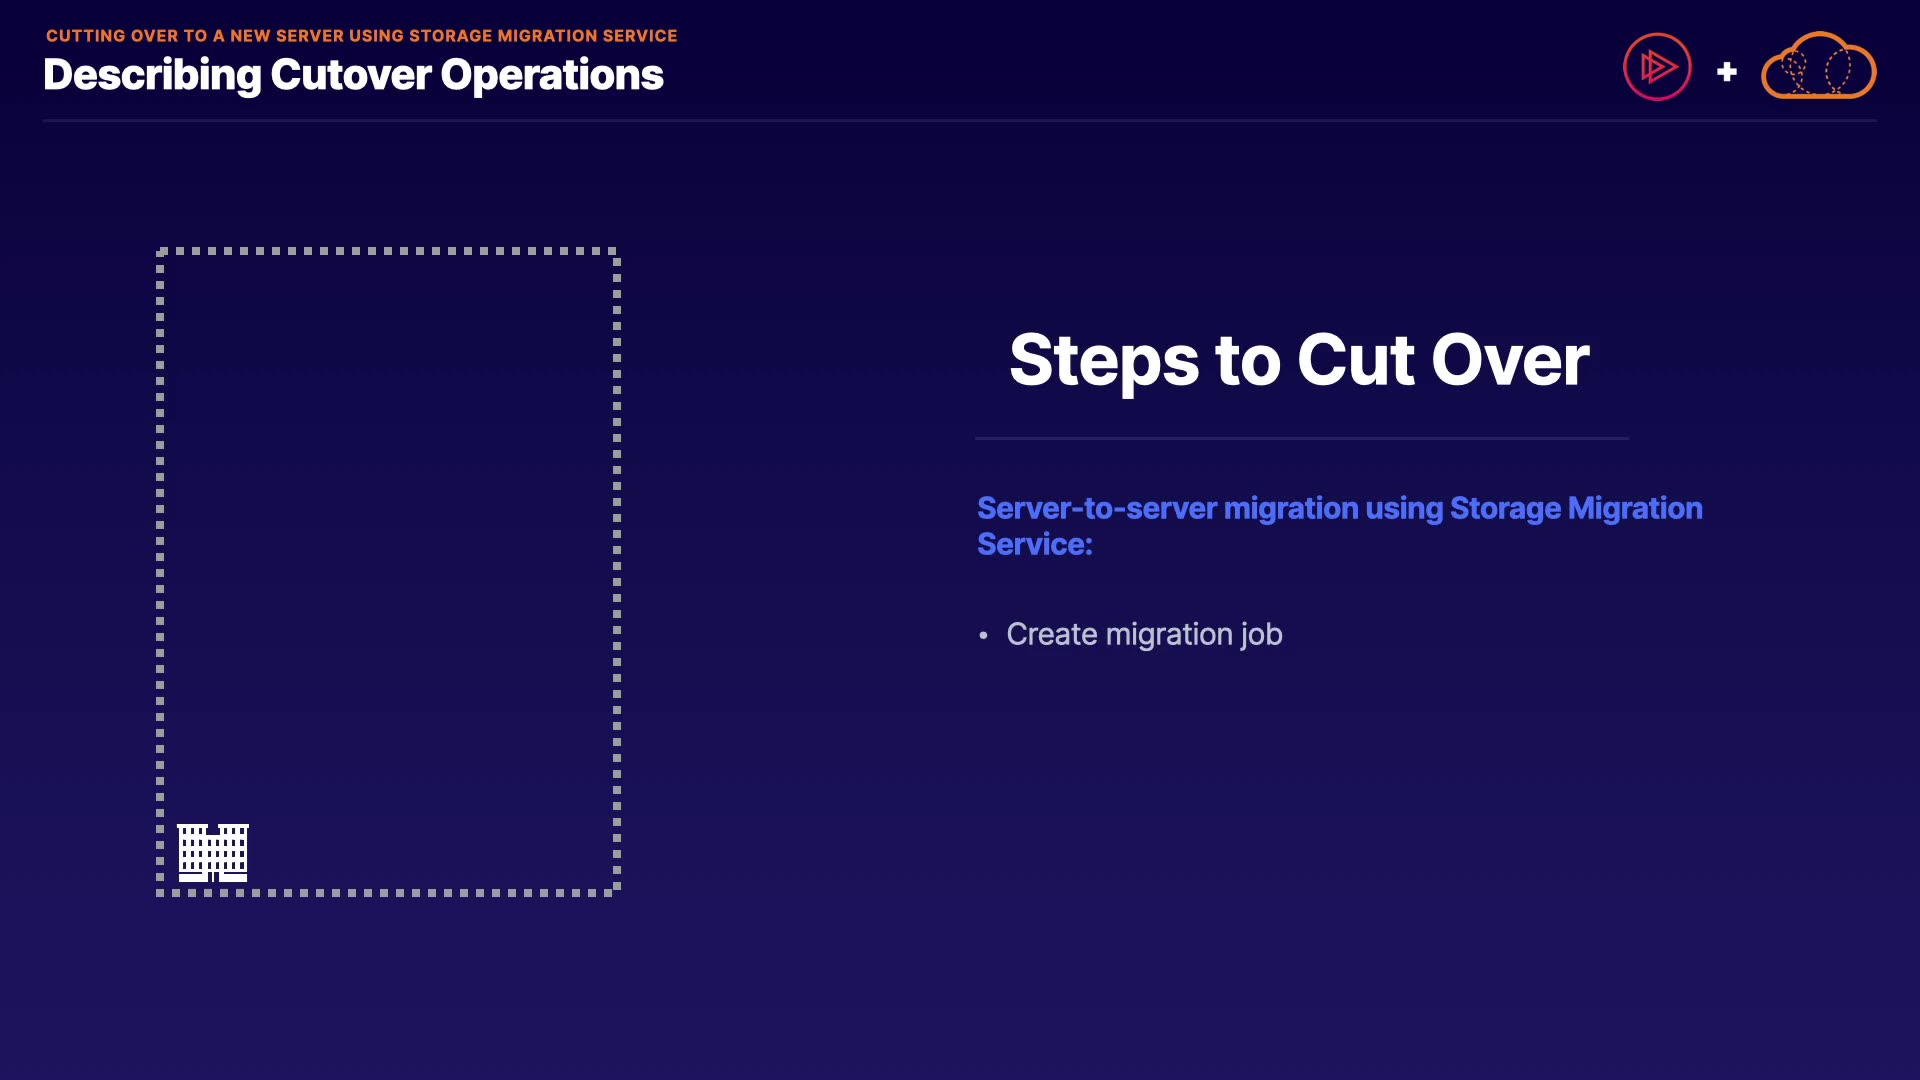 CUTTING OVER TO A NEW SERVER USING STORAGE MIGRATION SERVICE
Describing Cutover Operations
+
Steps to Cut Over
Server-to-server migration using Storage Migration
Service:
• Create migration job